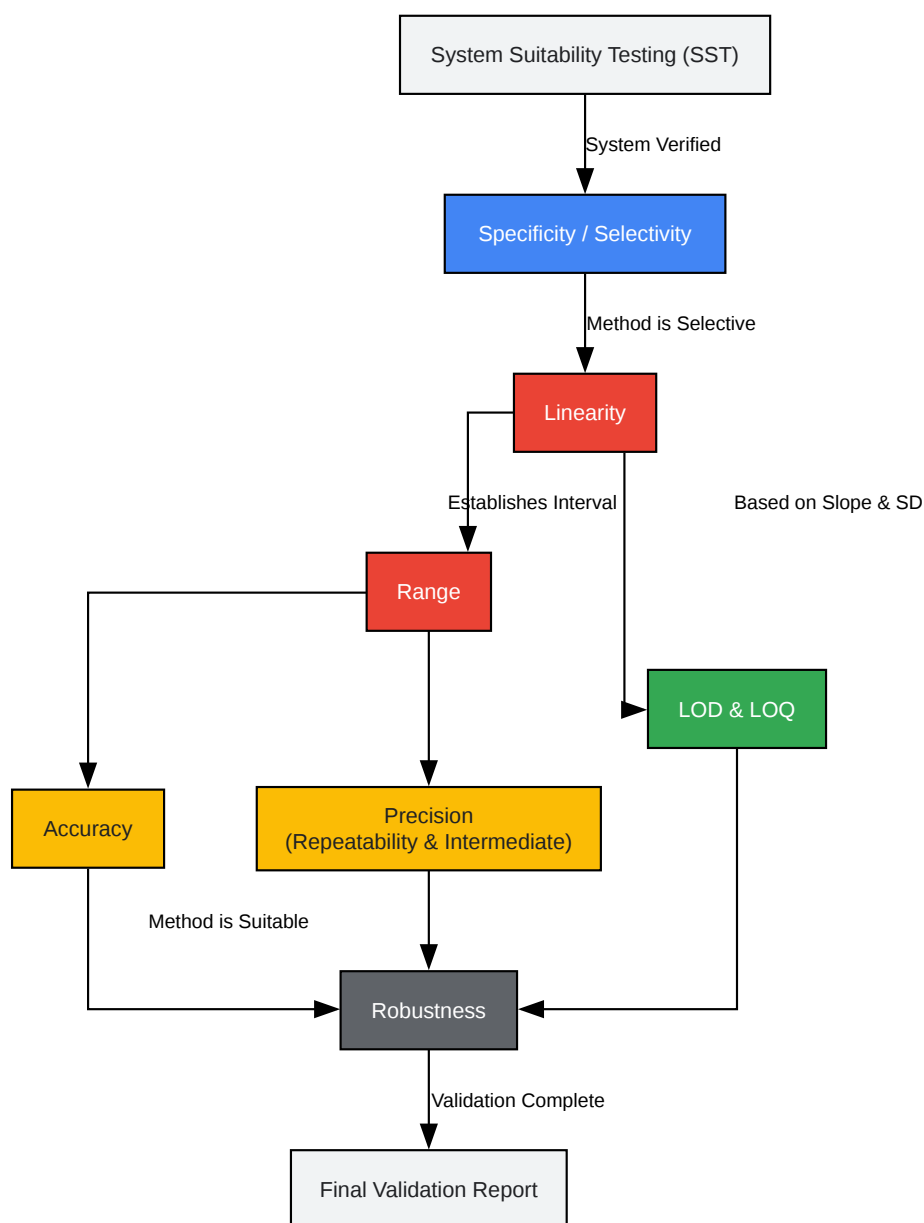 System Suitability Testing (SST)
System Verified
Specificity / Selectivity
Method is Selective
Linearity
Establishes Interval
Based on Slope & SD
Range
LOD & LOQ
Accuracy
Precision
(Repeatability & Intermediate)
Method is Suitable
Robustness
Validation Complete
Final Validation Report